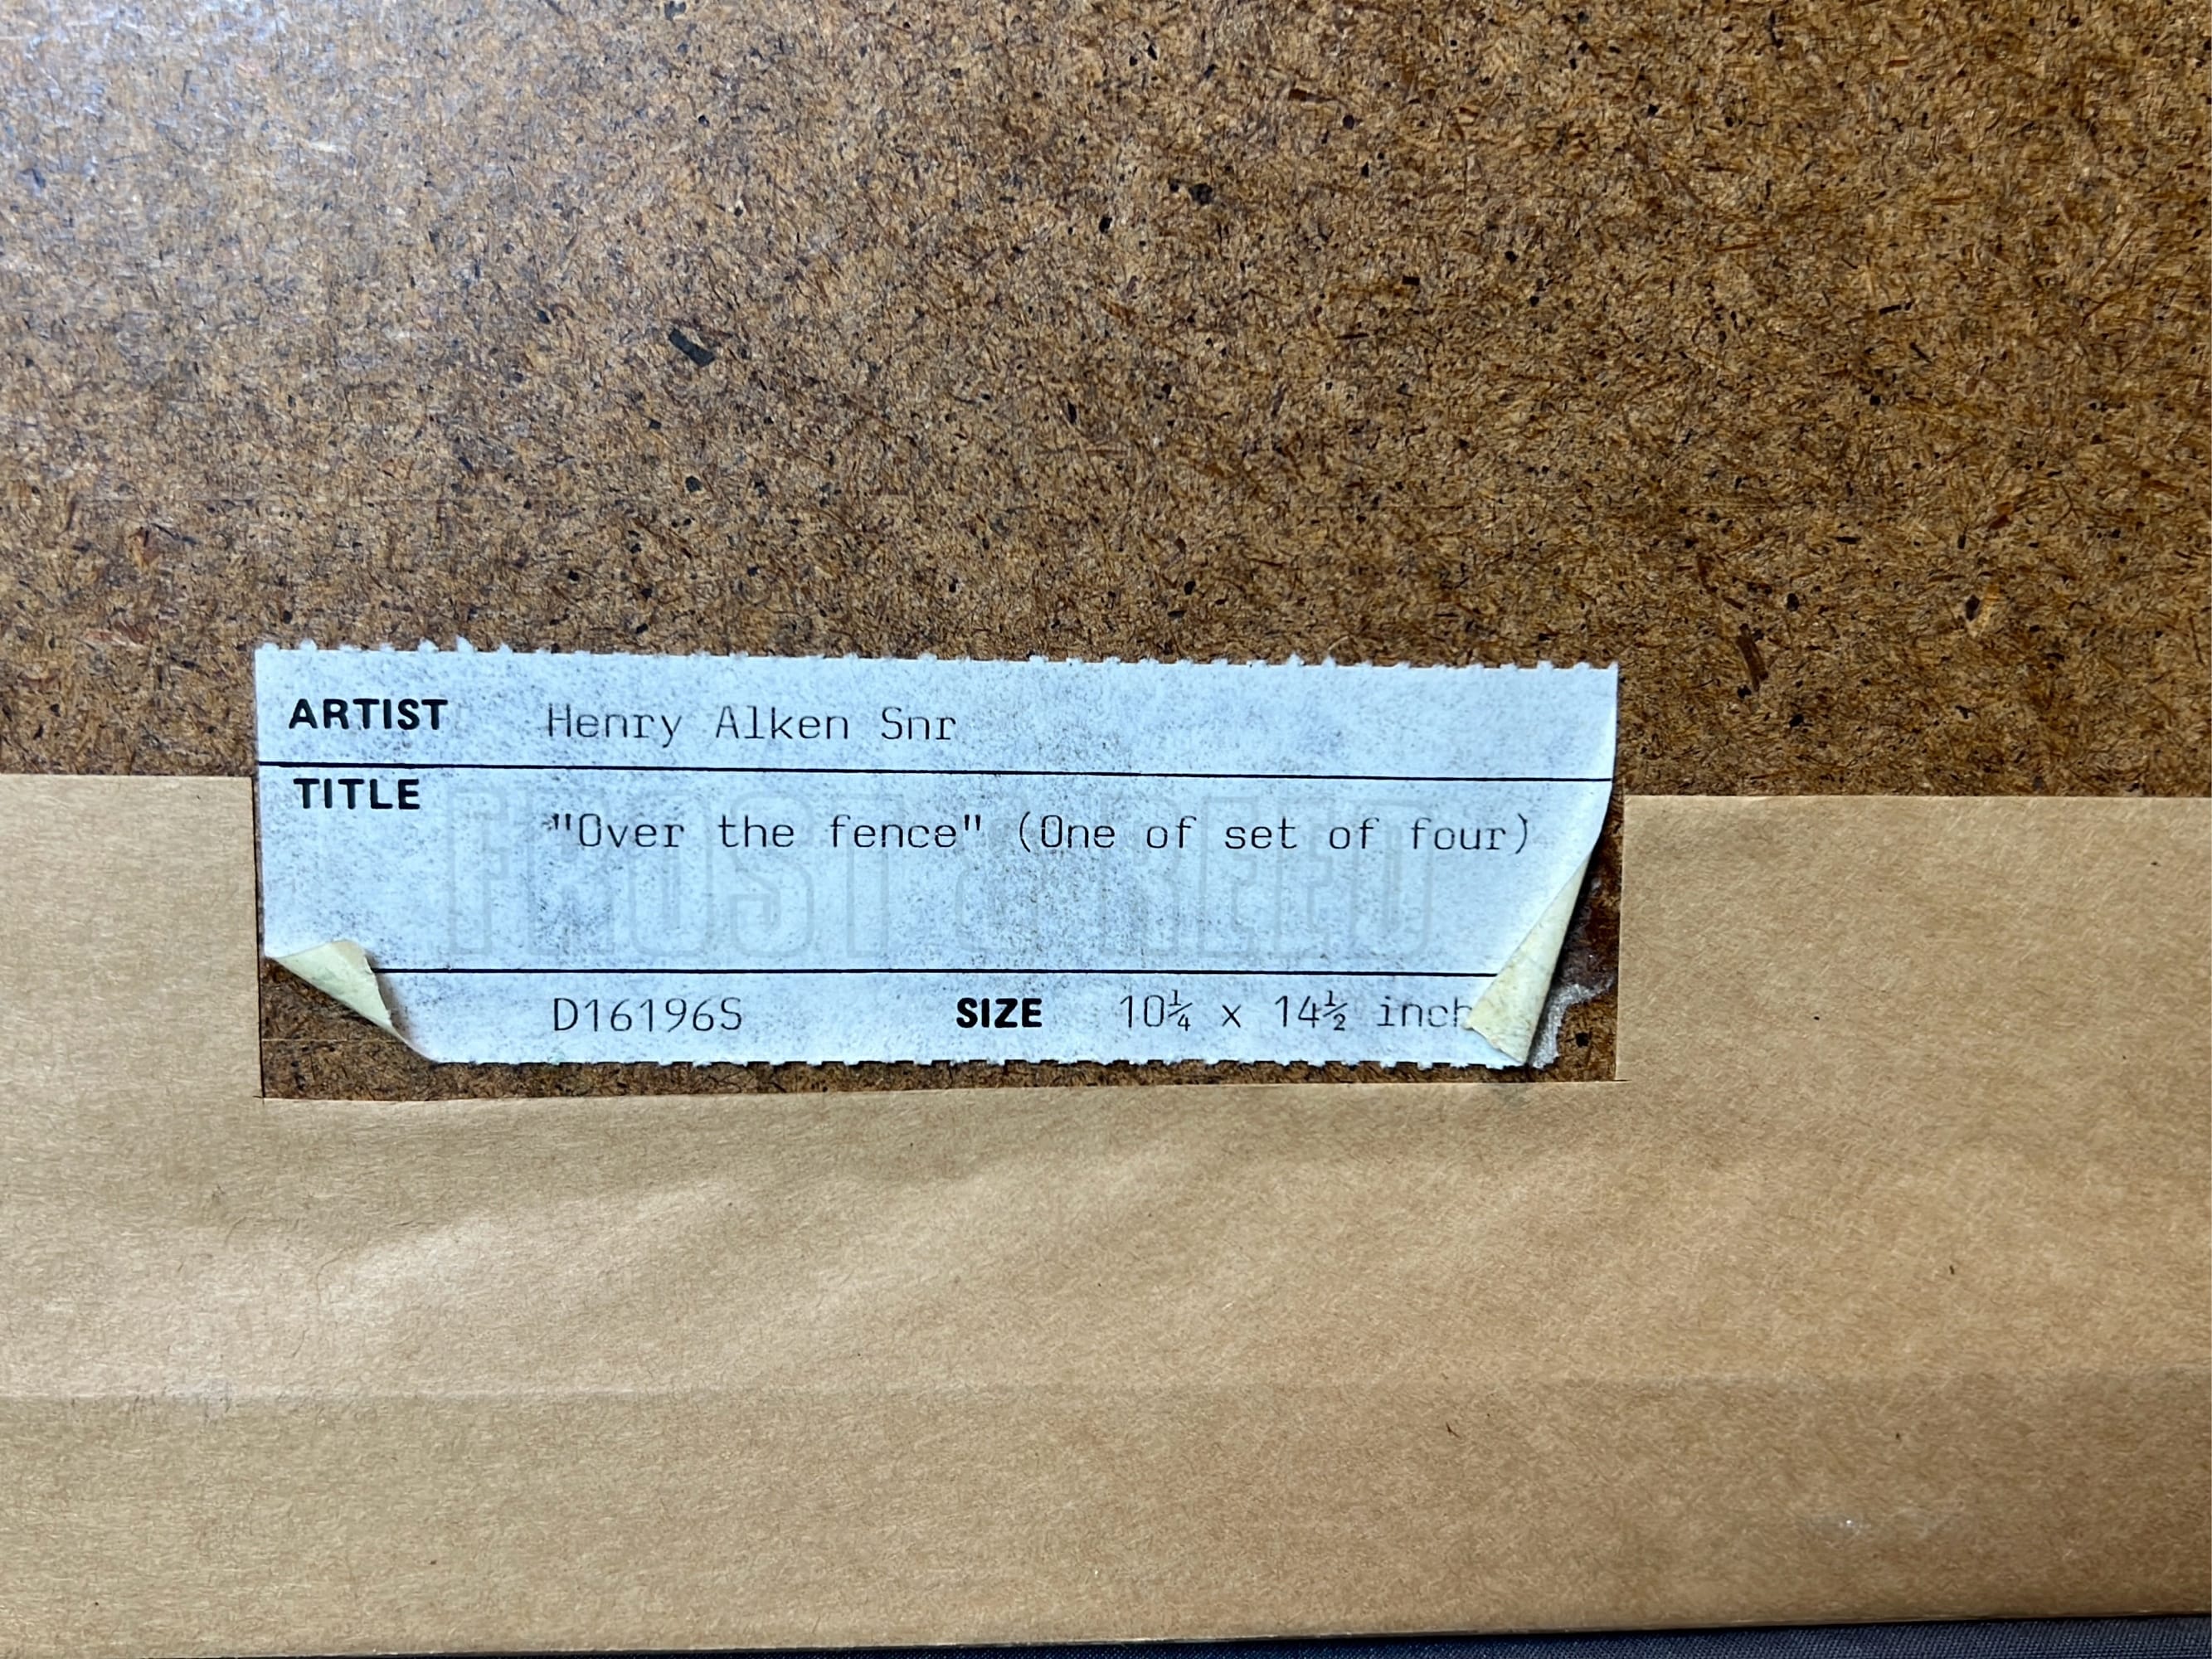 ARTIST Henry Alken Snr
TITLE
"Over the fence" (One of set of four)
FROST & REED
D16196S SIZE 10¼ x 14½ inch